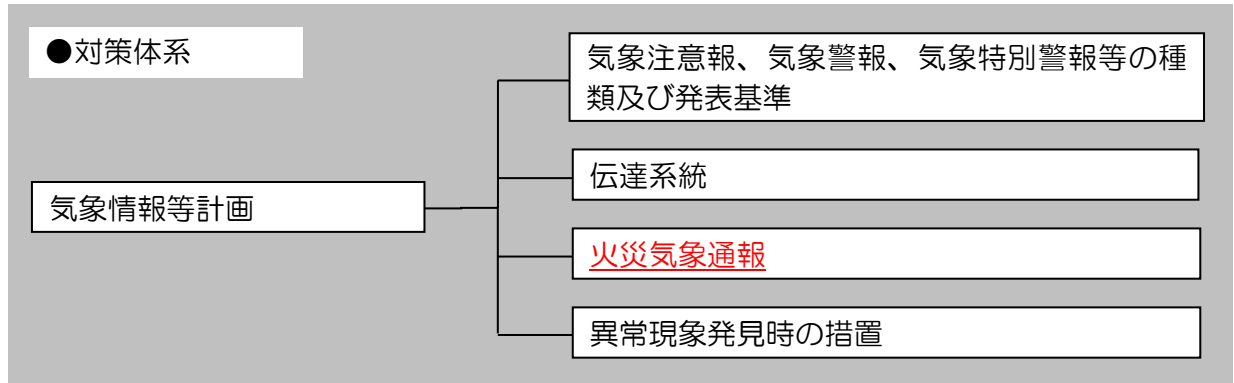 ●対策体系
気象情報等計画
気象注意報、気象警報、気象特別警報等の種
類及び発表基準
伝達系統
火災気象通報
異常現象発見時の措置